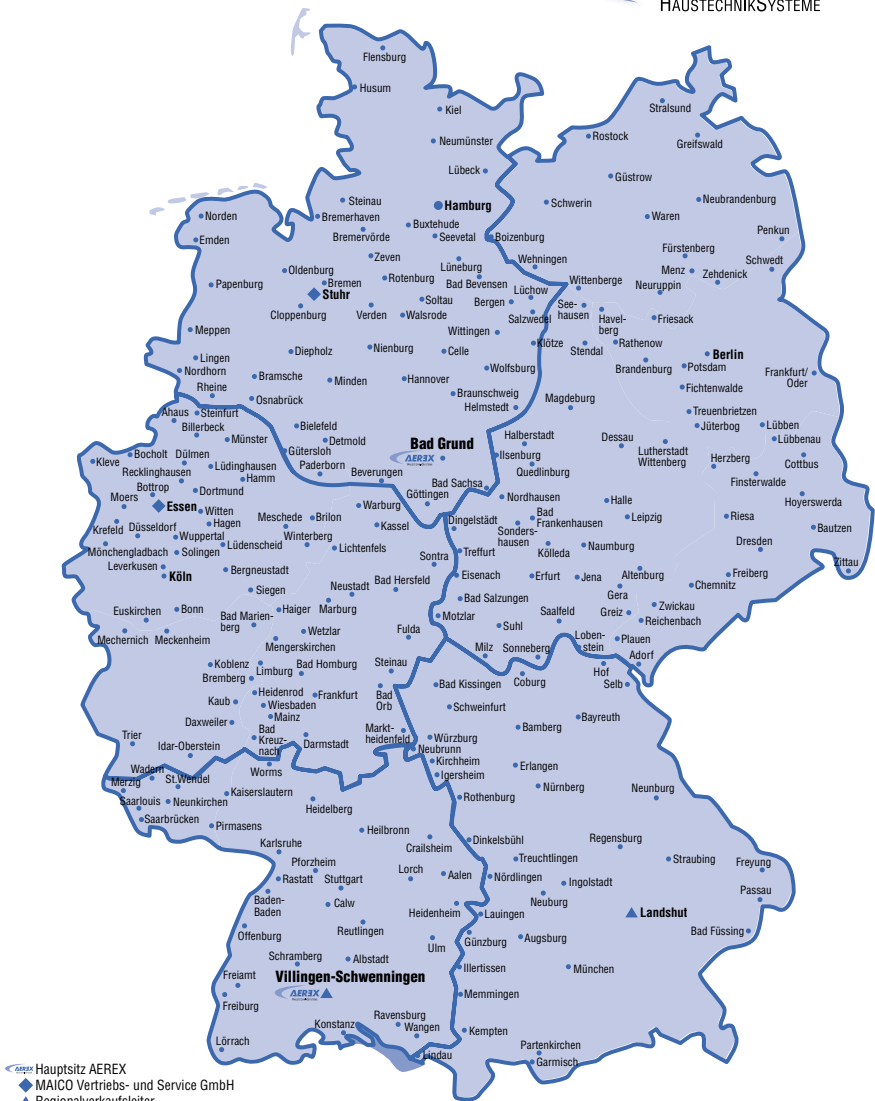 HAUSTECHNIKSYSTEME
Flensburg
Husum
Kiel
Stralsund
Neumünster
Rostock
Greifswald
Lübeck
Güstrow
Steinau
Hamburg
Schwerin
Neubrandenburg
Norden
Bremerhaven
Buxtehude
Waren
Emden
Bremervörde
Seevetal
Boizenburg
Penkun
Fürstenberg
Zeven
Lüneburg
Wehningen
Menz
Schwedt
Oldenburg
Rotenburg
Bad Bevensen
Wittenberge
Zehdenick
Papenburg
Bremen
Lüchow
Neuruppin
Stuhr
Soltau
Bergen
See-
hausen
Havel-
berg
Friesack
Cloppenburg
Verden
Walsrode
Salzwedel
Meppen
Wittingen
Klötze
Stendal
Rathenow
Nienburg
Celle
Diepholz
Berlin
Lingen
Wolfsburg
Brandenburg
Potsdam
Nordhorn
Bramsche
Minden
Hannover
Frankfurt/
Oder
Rheine
Braunschweig
Fichtenwalde
Osnabrück
Helmstedt
Magdeburg
Ahaus
Steinfurt
Treuenbrietzen
Billerbeck
Bielefeld
Jüterbog
Lübben
Münster
Detmold
Bad Grund
Halberstadt
Dessau
Lutherstadt
Wittenberg
Lübbenau
Bocholt
Dülmen
Gütersloh
AEREX
Ilsenburg
Kleve
Recklinghausen
Lüdinghausen
Paderborn
Beverungen
Quedlinburg
Herzberg
Cottbus
Bottrop
Hamm
Bad Sachsa
Finsterwalde
Moers
Dortmund
Göttingen
Nordhausen
Halle
Hoyerswerda
Essen
Witten
Warburg
Bad
Frankenhausen
Leipzig
Riesa
Krefeld
Düsseldorf
Hagen
Meschede
Brilon
Kassel
Dingelstädt
Sonders-
hausen
Bautzen
Wuppertal
Winterberg
Dresden
Mönchengladbach
Solingen
Lüdenscheid
Lichtenfels
Treffurt
Kölleda
Naumburg
Leverkusen
Sontra
Zittau
Köln
Bergneustadt
Eisenach
Erfurt
Jena
Altenburg
Freiberg
Siegen
Neustadt
Bad Hersfeld
Chemnitz
Bad Salzungen
Gera
Euskirchen
Bonn
Haiger
Marburg
Zwickau
Bad Marien-
berg
Motzlar
Saalfeld
Greiz
Reichenbach
Mechernich
Meckenheim
Wetzlar
Fulda
Suhl
Plauen
Mengerskirchen
Milz
Sonneberg
Loben-
stein
Adorf
Koblenz
Limburg
Bad Homburg
Steinau
Hof
Bremberg
Coburg
Selb
Heidenrod
Frankfurt
Bad
Orb
Bad Kissingen
Kaub
Wiesbaden
Schweinfurt
Mainz
Bayreuth
Daxweiler
Bamberg
Trier
Bad
Kreuz-
nach
Darmstadt
Markt-
heidenfeld
Würzburg
Idar-Oberstein
Neubrunn
Kirchheim
Wadern
Worms
Igersheim
Erlangen
Merzig
St.Wendel
Nürnberg
Neunburg
Kaiserslautern
Rothenburg
Saarlouis
Neunkirchen
Heidelberg
Saarbrücken
Pirmasens
Heilbronn
Crailsheim
Dinkelsbühl
Regensburg
Karlsruhe
Treuchtlingen
Straubing
Freyung
Pforzheim
Lorch
Aalen
Nördlingen
Rastatt
Stuttgart
Ingolstadt
Passau
Baden-
Baden
Calw
Neuburg
Heidenheim
Lauingen
Landshut
Reutlingen
Offenburg
Bad Füssing
Ulm
Günzburg
Augsburg
Schramberg
Albstadt
Illertissen
München
Villingen-Schwenningen
Freiamt
AEREX
Memmingen
Freiburg
Ravensburg
Konstanz
Wangen
Kempten
Lörrach
Partenkirchen
Lindau
Garmisch
AEREX Hauptsitz AEREX
MAICO Vertriebs- und Service GmbH
Regionalverkaufsleiter